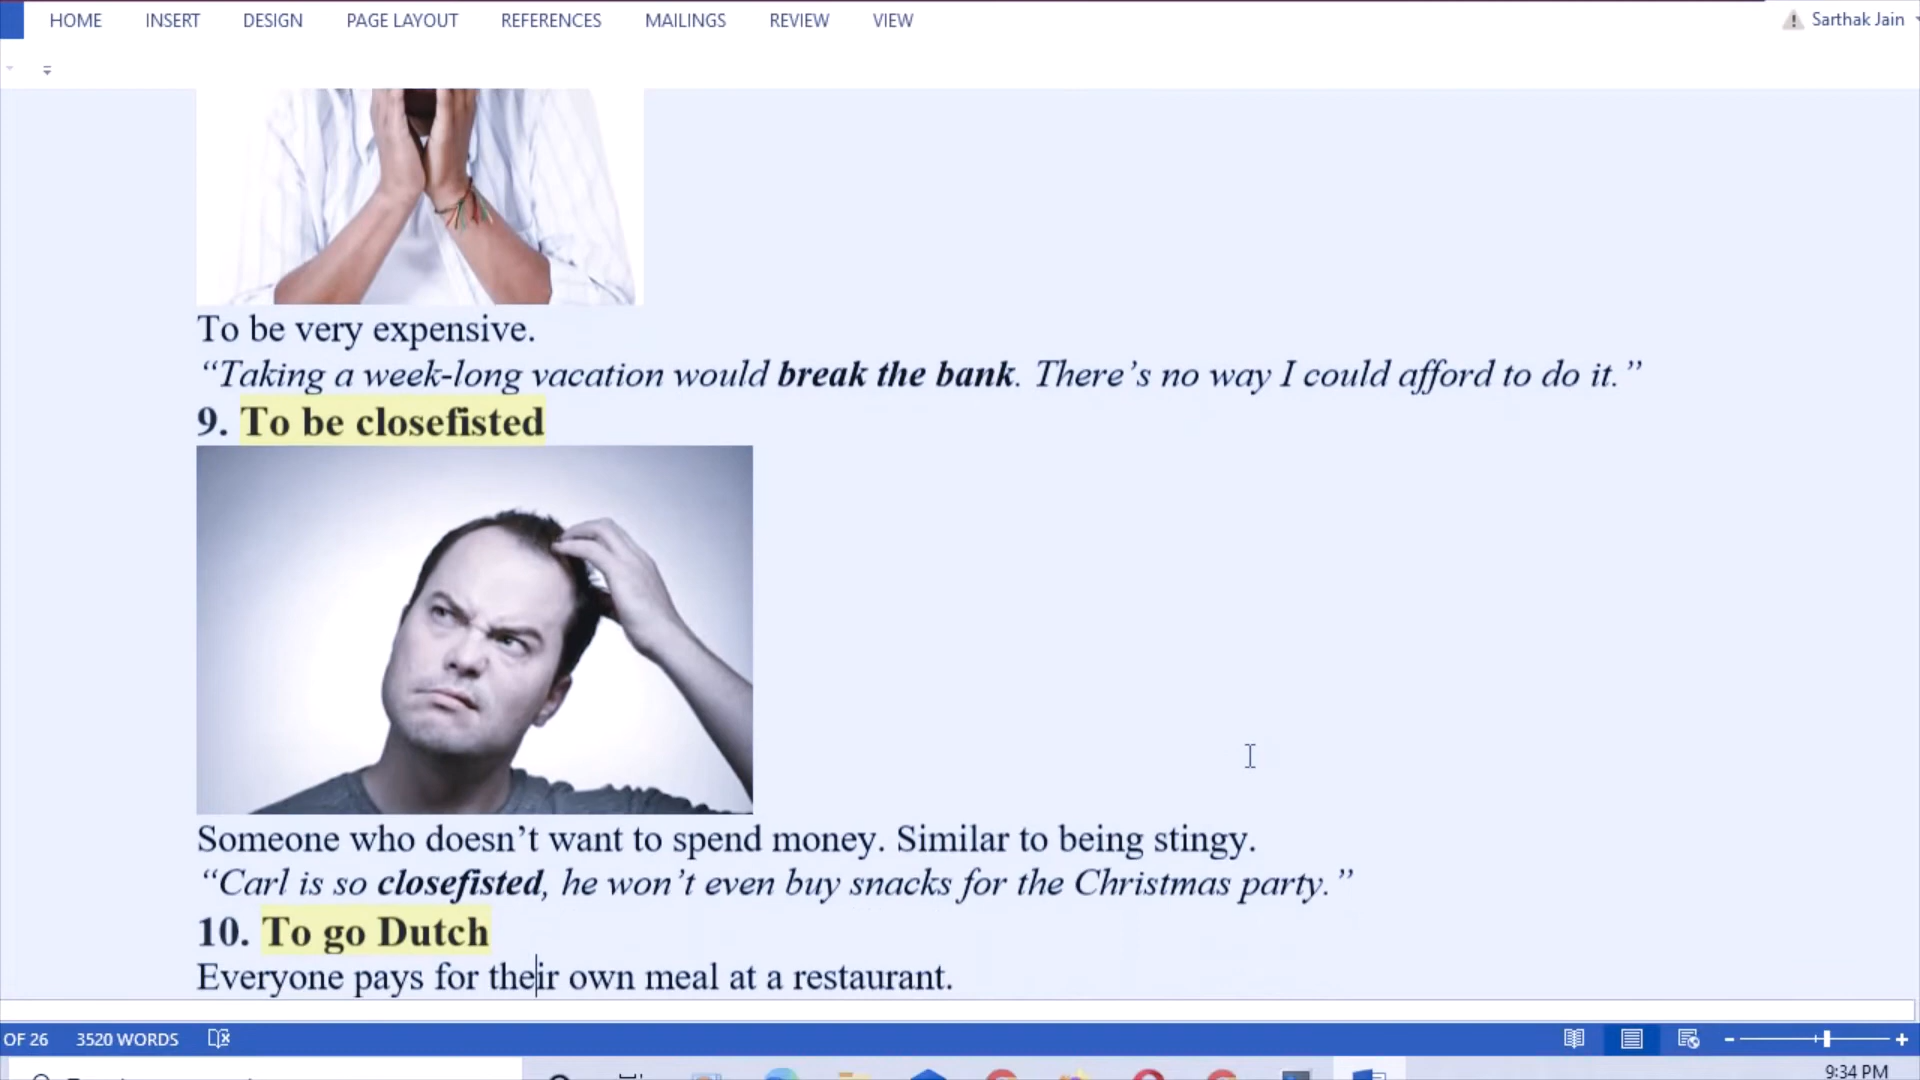 HOME INSERT DESIGN PAGE LAYOUT REFERENCES MAILINGS REVIEW VIEW Sarthak Jain
To be very expensive.
“Taking a week-long vacation would break the bank. There’s no way I could afford to do it.”
9. To be closefisted
Someone who doesn’t want to spend money. Similar to being stingy.
“Carl is so closefisted, he won’t even buy snacks for the Christmas party.”
10. To go Dutch
Everyone pays for their own meal at a restaurant.
OF 26 3520 WORDS
9:34 PM